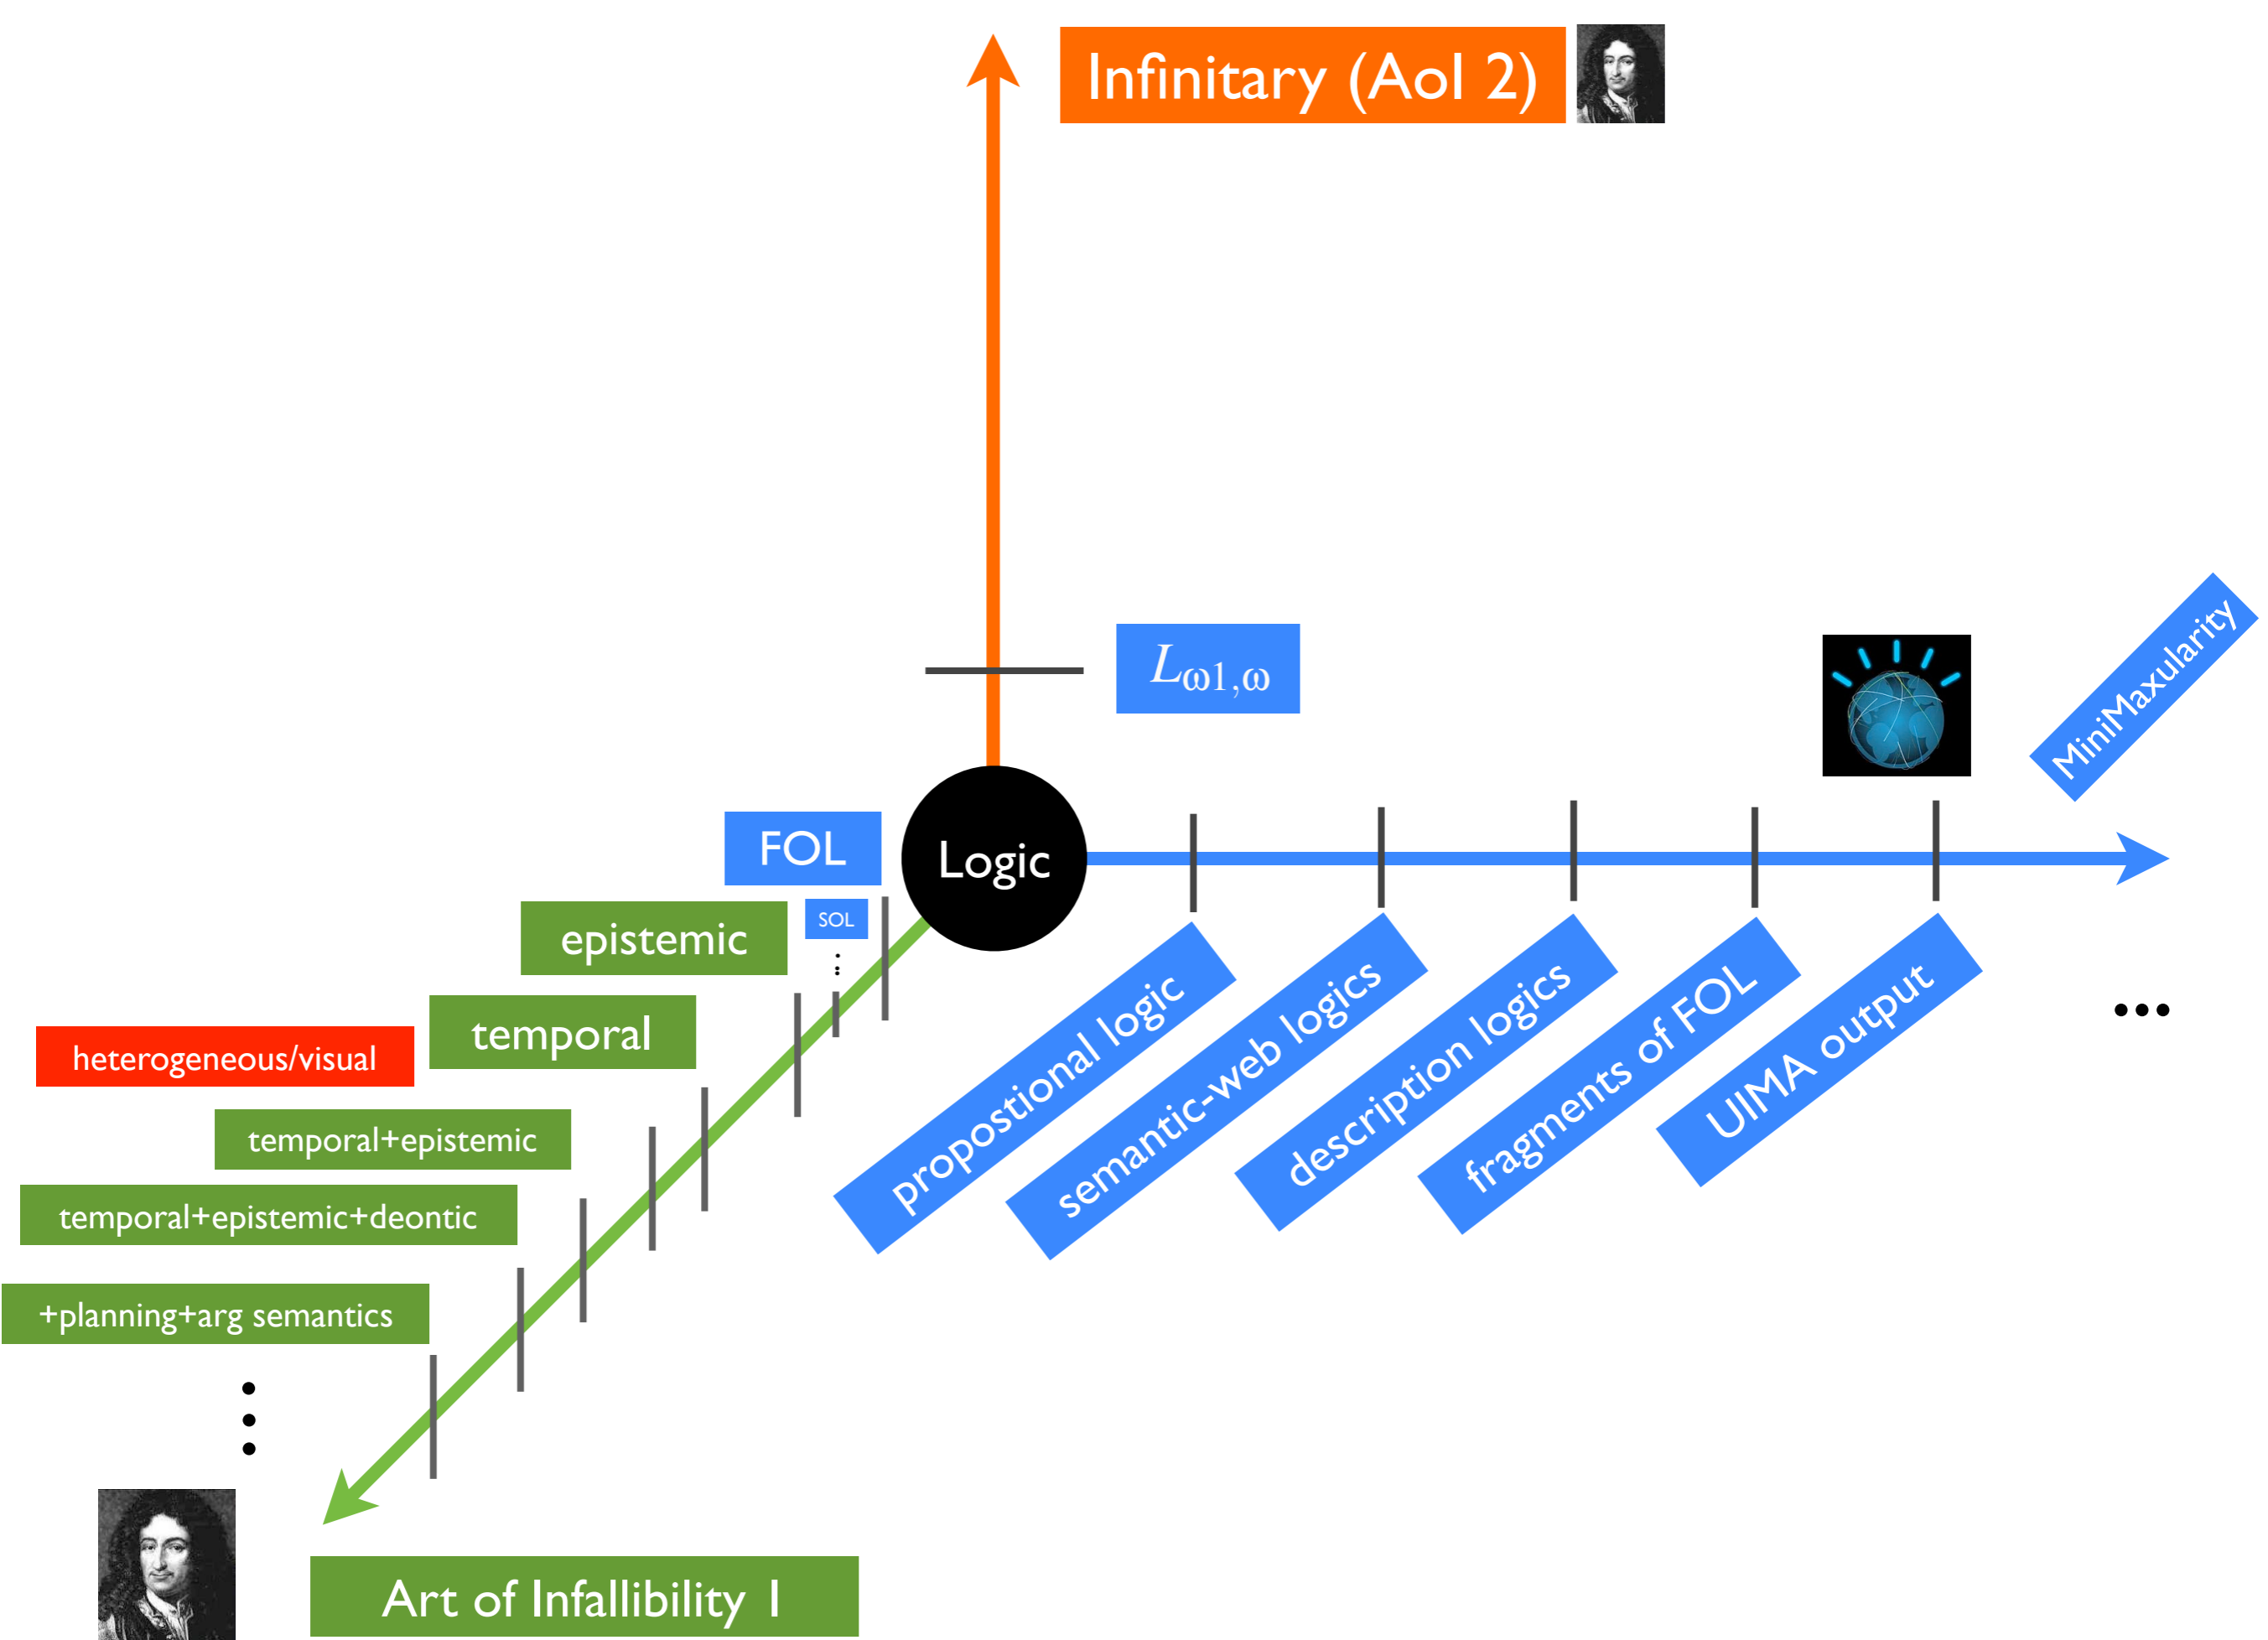 Infinitary (AoI 2)
Lω1,ω
MiniMaxularity
FOL
Logic
SOL
⋮
epistemic
temporal
heterogeneous/visual
temporal+epistemic
temporal+epistemic+deontic
+planning+arg semantics
⋮
propostional logic
semantic-web logics
description logics
fragments of FOL
UIMA output
...
Art of Infallibility 1